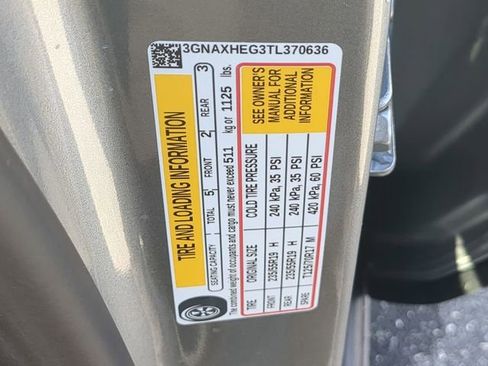 3GNAXHEG3TL370636
TIRE AND LOADING INFORMATION
SEATING CAPACITY: TOTAL 5 FRONT 2 REAR 3
The combined weight of occupants and cargo must never exceed 511 kg or 1125 lbs.
TIRE ORIGINAL SIZE COLD TIRE PRESSURE
FRONT 235/55R19 H 240 kPa, 35 PSI
REAR 235/55R19 H 240 kPa, 35 PSI
SPARE T125/70R17 M 420 kPa, 60 PSI
SEE OWNER'S
MANUAL FOR
ADDITIONAL
INFORMATION